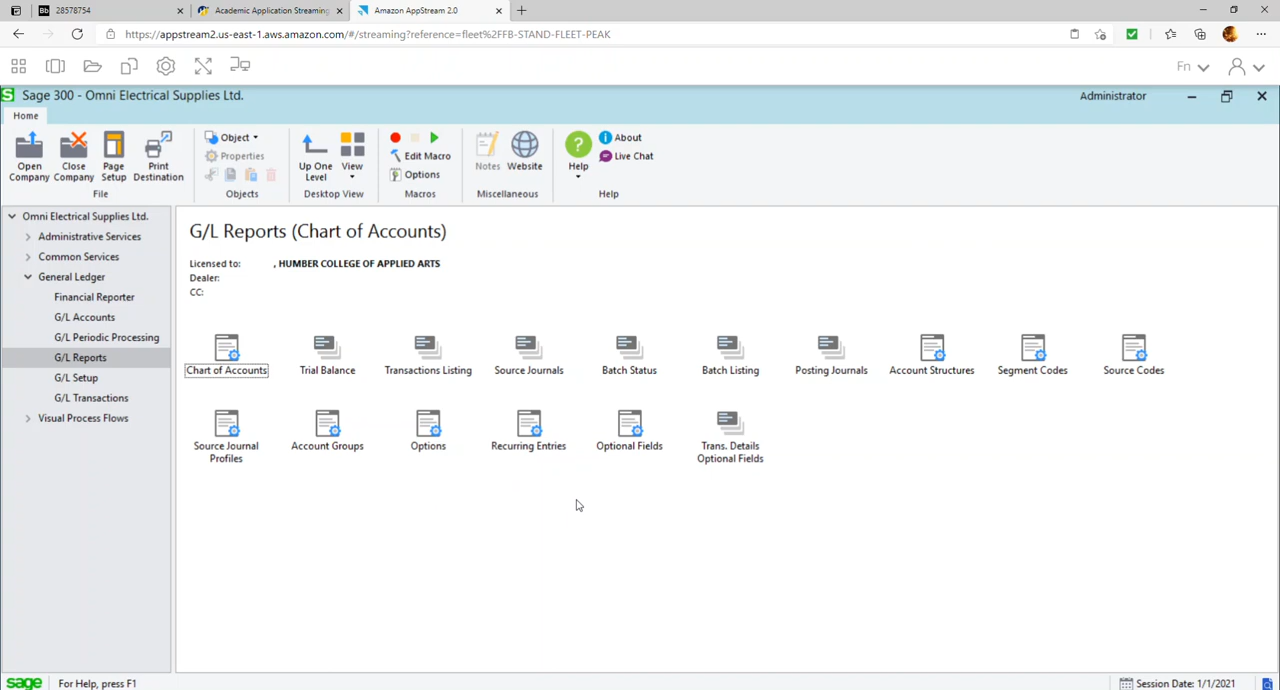 Bb 28578754
Academic Application Streaming
Amazon AppStream 2.0
https://appstream2.us-east-1.aws.amazon.com/#/streaming?reference=fleet%2FFB-STAND-FLEET-PEAK
Fn
S Sage 300 - Omni Electrical Supplies Ltd.
Administrator
Home
Open Company
Close Company
Page Setup
Print Destination
File
Object
Properties
Objects
Up One Level
View
Desktop View
Edit Macro
Options
Macros
Notes
Website
Miscellaneous
? Help
About
Live Chat
Help
Omni Electrical Supplies Ltd.
Administrative Services
Common Services
General Ledger
Financial Reporter
G/L Accounts
G/L Periodic Processing
G/L Reports
G/L Setup
G/L Transactions
Visual Process Flows
G/L Reports (Chart of Accounts)
Licensed to: , HUMBER COLLEGE OF APPLIED ARTS
Dealer:
CC:
Chart of Accounts
Trial Balance
Transactions Listing
Source Journals
Batch Status
Batch Listing
Posting Journals
Account Structures
Segment Codes
Source Codes
Source Journal Profiles
Account Groups
Options
Recurring Entries
Optional Fields
Trans. Details Optional Fields
sage
For Help, press F1
Session Date: 1/1/2021